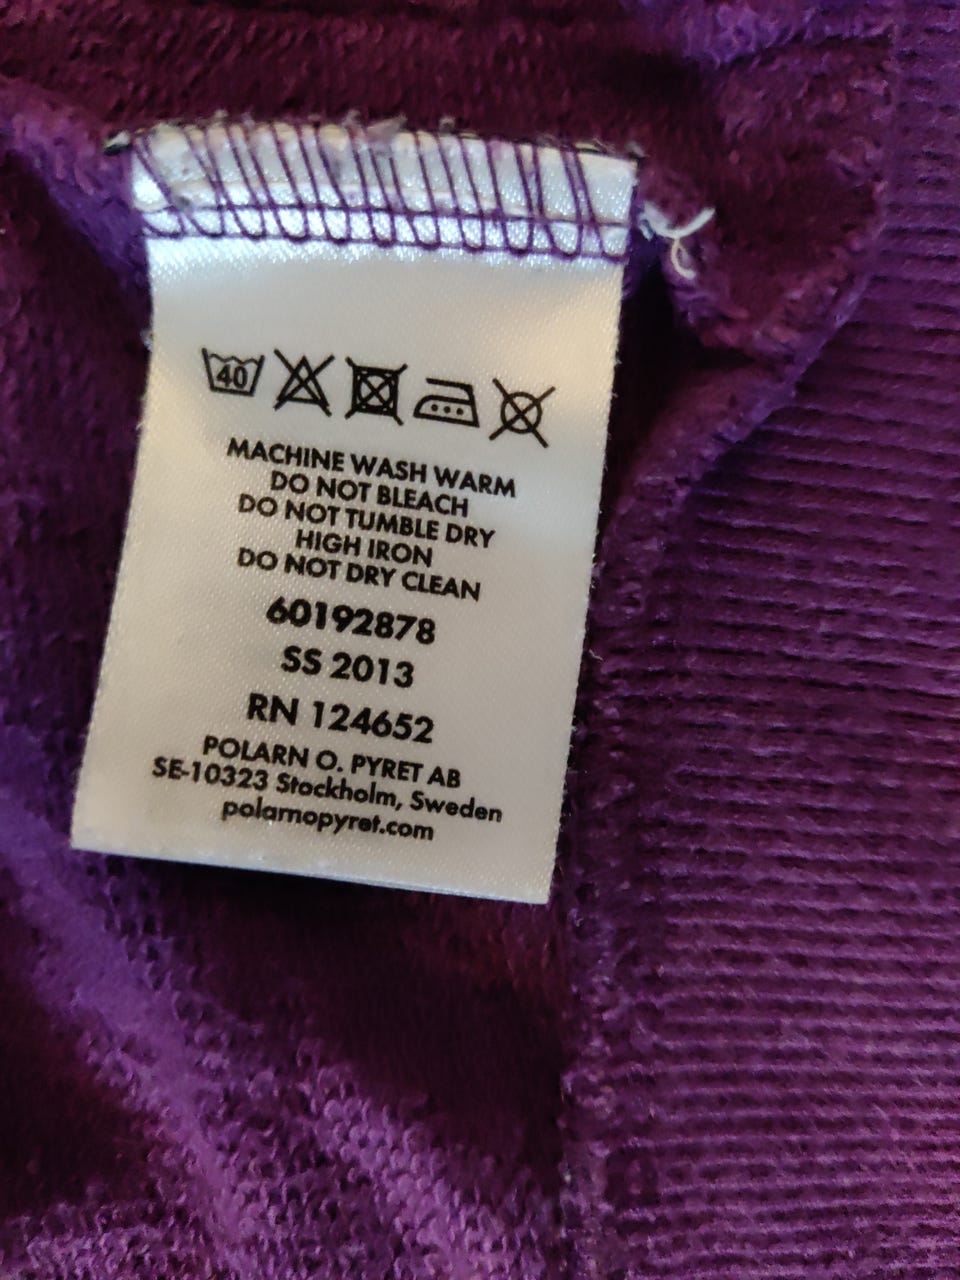 40
MACHINE WASH WARM
DO NOT BLEACH
DO NOT TUMBLE DRY
HIGH IRON
DO NOT DRY CLEAN
60192878
SS 2013
RN 124652
POLARN O. PYRET AB
SE-10323 Stockholm, Sweden
polarnopyret.com